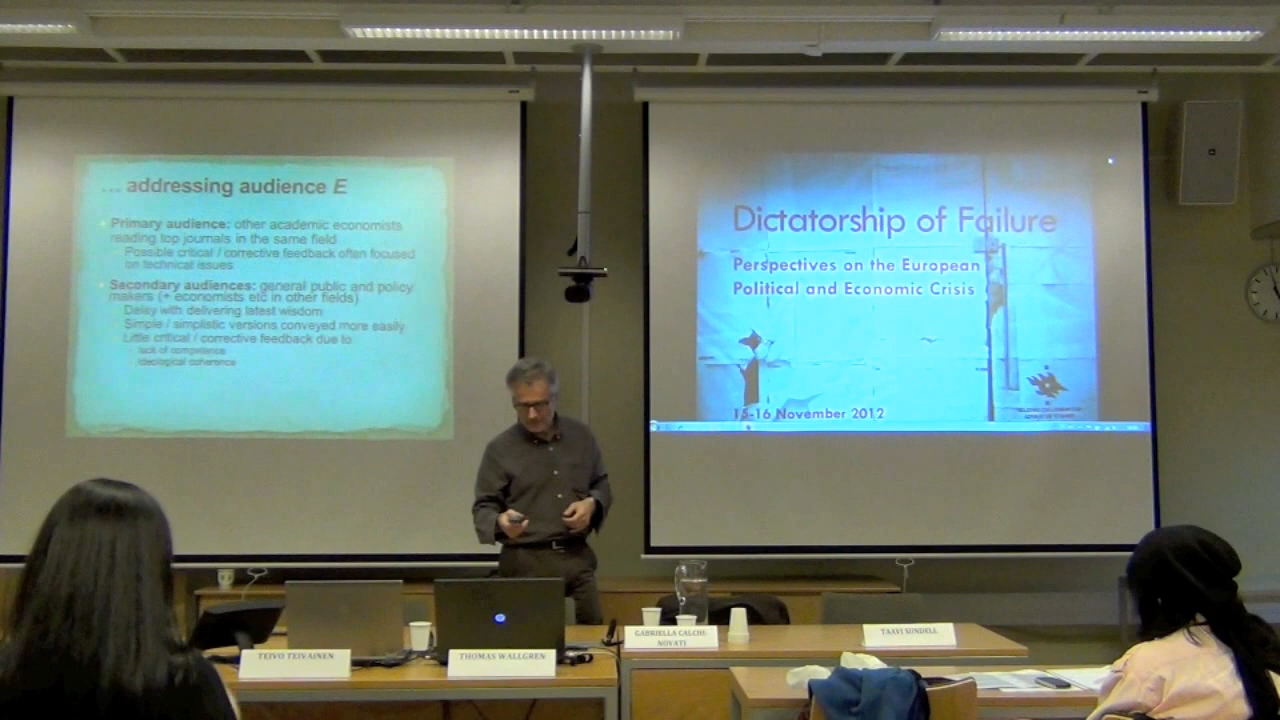 ... addressing audience E
Primary audience: other academic economists
reading top journals in the same field
Possible critical / corrective feedback often focused
on technical issues
Secondary audiences: general public and policy
makers (+ economists etc in other fields)
Delay with delivering latest wisdom
Simple / simplistic versions conveyed more easily
Little critical / corrective feedback due to
lack of competence
ideological coherence
Dictatorship of Failure
Perspectives on the European
Political and Economic Crisis
15-16 November 2012
TEIVO TEIVAINEN
THOMAS WALLGREN
GABRIELLA CALCHI-
NOVATI
TAAVI SUNDELL